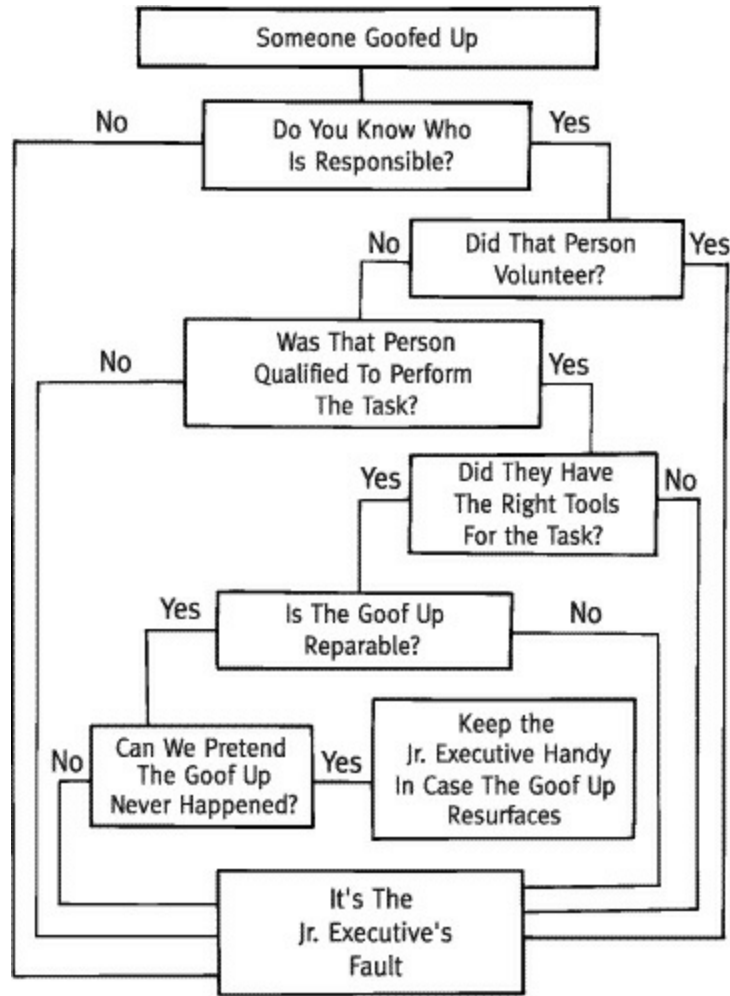 Someone Goofed Up
No
Do You Know Who
Is Responsible?
Yes
No
Did That Person
Volunteer?
Yes
No
Was That Person
Qualified To Perform
The Task?
Yes
Yes
Did They Have
The Right Tools
For the Task?
No
Yes
Is The Goof Up
Reparable?
No
No
Can We Pretend
The Goof Up
Never Happened?
Yes
Keep the
Jr. Executive Handy
In Case The Goof Up
Resurfaces
It's The
Jr. Executive's
Fault